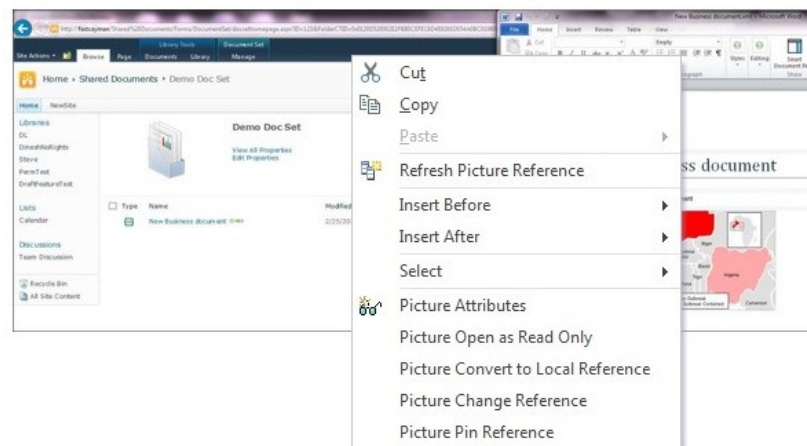 Library Tools
Document Set
Site Actions
Browse
Page
Documents
Library
Manage
Home › Shared Documents › Demo Doc Set
Home
NewSite
Libraries
DL
DineshNoRights
Steve
PermTest
DraftFeatureTest
Lists
Calendar
Discussions
Team Discussion
Recycle Bin
All Site Content
Demo Doc Set
View All Properties
Edit Properties
Type
Name
Modified
New Business document
Cut
Copy
Paste
Refresh Picture Reference
Insert Before
Insert After
Select
Picture Attributes
Picture Open as Read Only
Picture Convert to Local Reference
Picture Change Reference
Picture Pin Reference
File
Home
Insert
Review
Table
View
Empty
Styles
Editing
ss document
Niger
Nigeria
Cameroon